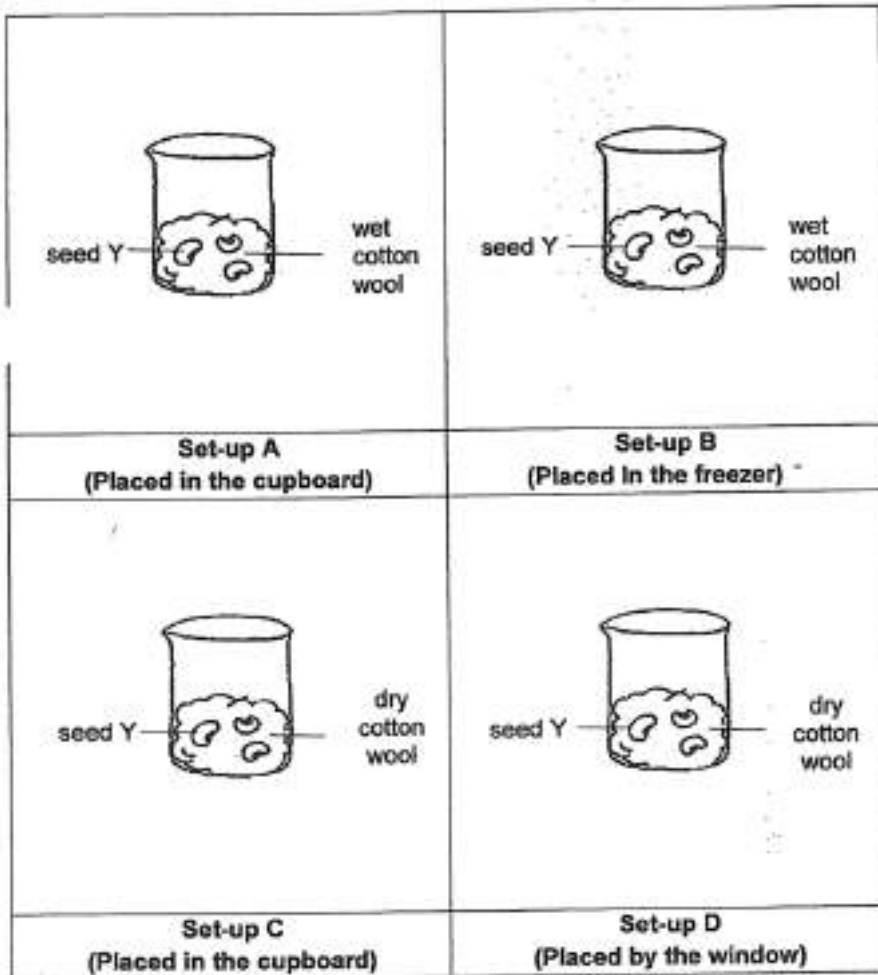 seed Y
wet
cotton
wool
seed Y
wet
cotton
wool
Set-up A
(Placed in the cupboard)
Set-up B
(Placed In the freezer)
seed Y
dry
cotton
wool
seed Y
dry
cotton
wool
Set-up C
(Placed in the cupboard)
Set-up D
(Placed by the window)